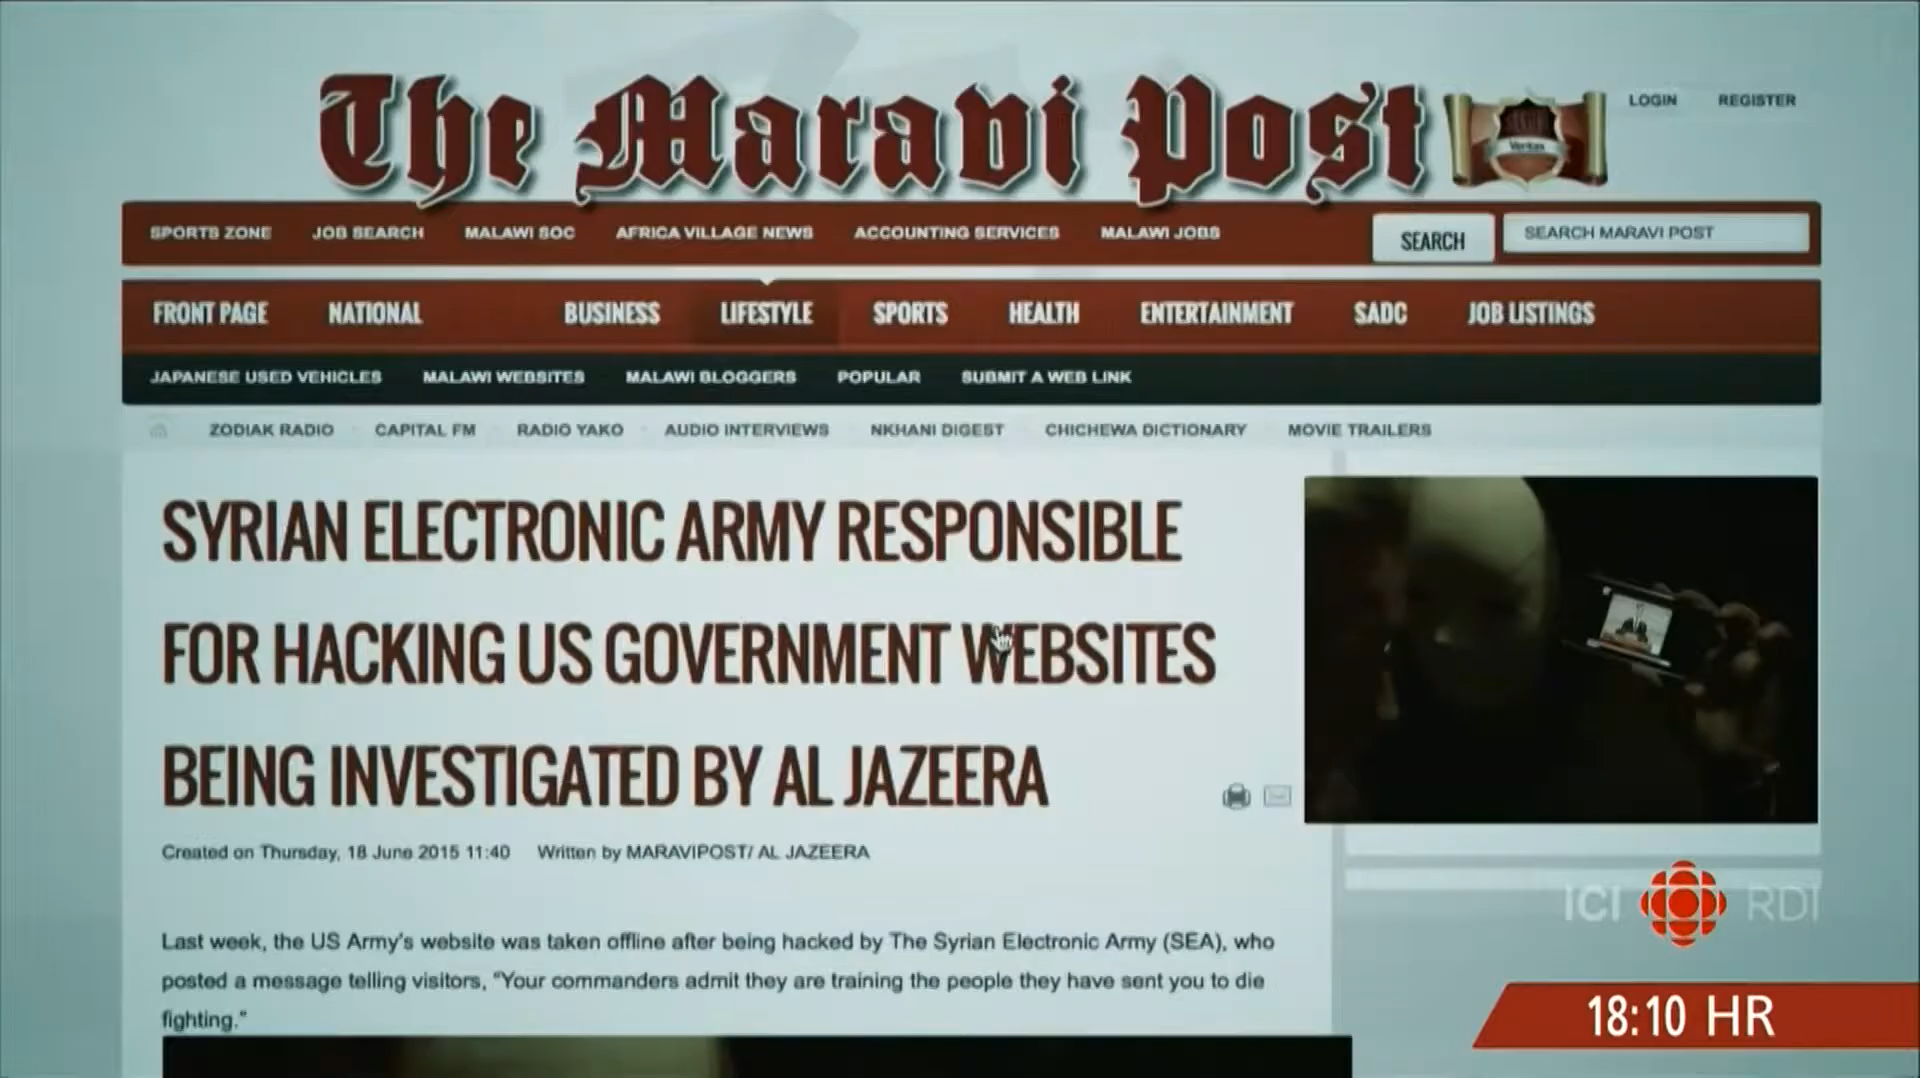 The Maravi Post
Veritas
LOGIN REGISTER
SPORTS ZONE JOB SEARCH MALAWI SOC AFRICA VILLAGE NEWS ACCOUNTING SERVICES MALAWI JOBS SEARCH SEARCH MARAVI POST
FRONT PAGE NATIONAL BUSINESS LIFESTYLE SPORTS HEALTH ENTERTAINMENT SADC JOB LISTINGS
JAPANESE USED VEHICLES MALAWI WEBSITES MALAWI BLOGGERS POPULAR SUBMIT A WEB LINK
ZODIAK RADIO CAPITAL FM RADIO YAKO AUDIO INTERVIEWS NKHANI DIGEST CHICHEWA DICTIONARY MOVIE TRAILERS
SYRIAN ELECTRONIC ARMY RESPONSIBLE
FOR HACKING US GOVERNMENT WEBSITES
BEING INVESTIGATED BY AL JAZEERA
Created on Thursday, 18 June 2015 11:40 Written by MARAVIPOST/ AL JAZEERA
Last week, the US Army's website was taken offline after being hacked by The Syrian Electronic Army (SEA), who
posted a message telling visitors, "Your commanders admit they are training the people they have sent you to die
fighting."
ICI RDI
18:10 HR